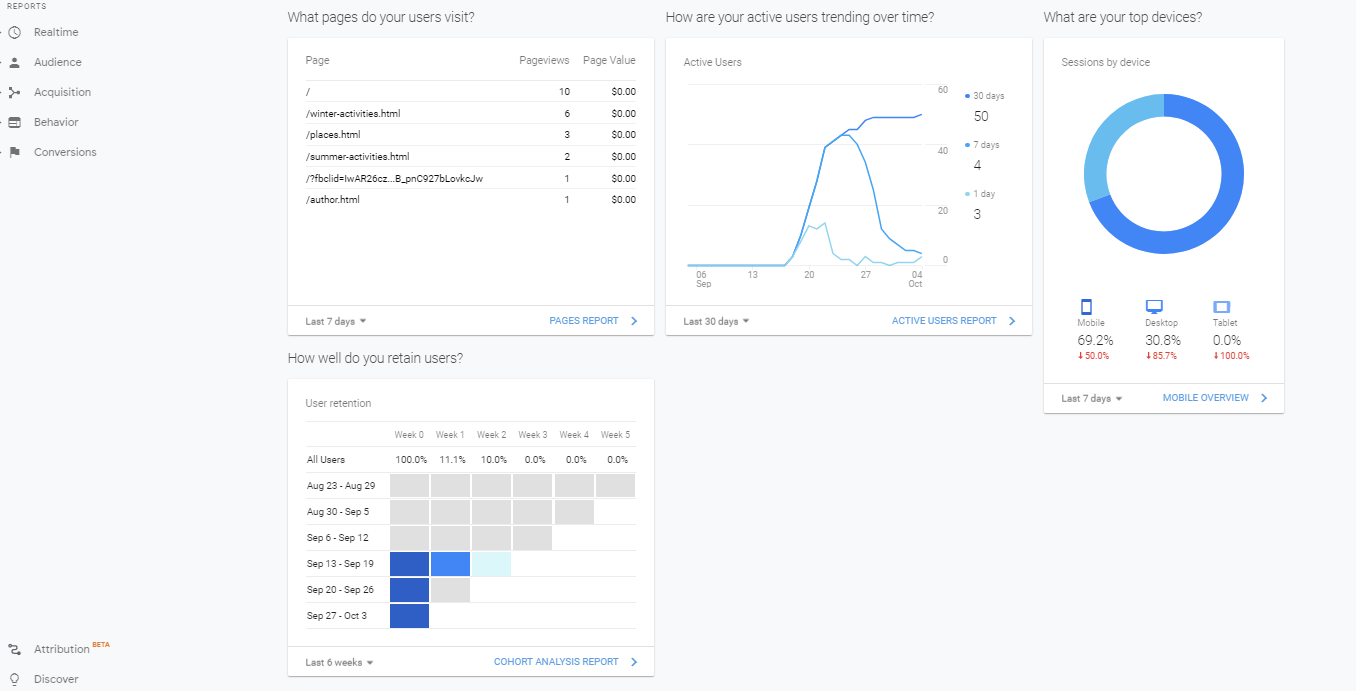 REPORTS
Realtime
Audience
Acquisition
Behavior
Conversions
Attribution BETA
Discover
What pages do your users visit?
Page Pageviews Page Value
/ 10 $0.00
/winter-activities.html 6 $0.00
/places.html 3 $0.00
/summer-activities.html 2 $0.00
/?fbclid=IwAR26cz...B_pnC927bLovkcJw 1 $0.00
/author.html 1 $0.00
Last 7 days PAGES REPORT
How are your active users trending over time?
Active Users
60
40
20
0
06 13 20 27 04
Sep Oct
30 days
50
7 days
4
1 day
3
Last 30 days ACTIVE USERS REPORT
What are your top devices?
Sessions by device
Mobile Desktop Tablet
69.2% 30.8% 0.0%
50.0% 85.7% 100.0%
Last 7 days MOBILE OVERVIEW
How well do you retain users?
User retention
Week 0 Week 1 Week 2 Week 3 Week 4 Week 5
All Users 100.0% 11.1% 10.0% 0.0% 0.0% 0.0%
Aug 23 - Aug 29
Aug 30 - Sep 5
Sep 6 - Sep 12
Sep 13 - Sep 19
Sep 20 - Sep 26
Sep 27 - Oct 3
Last 6 weeks COHORT ANALYSIS REPORT